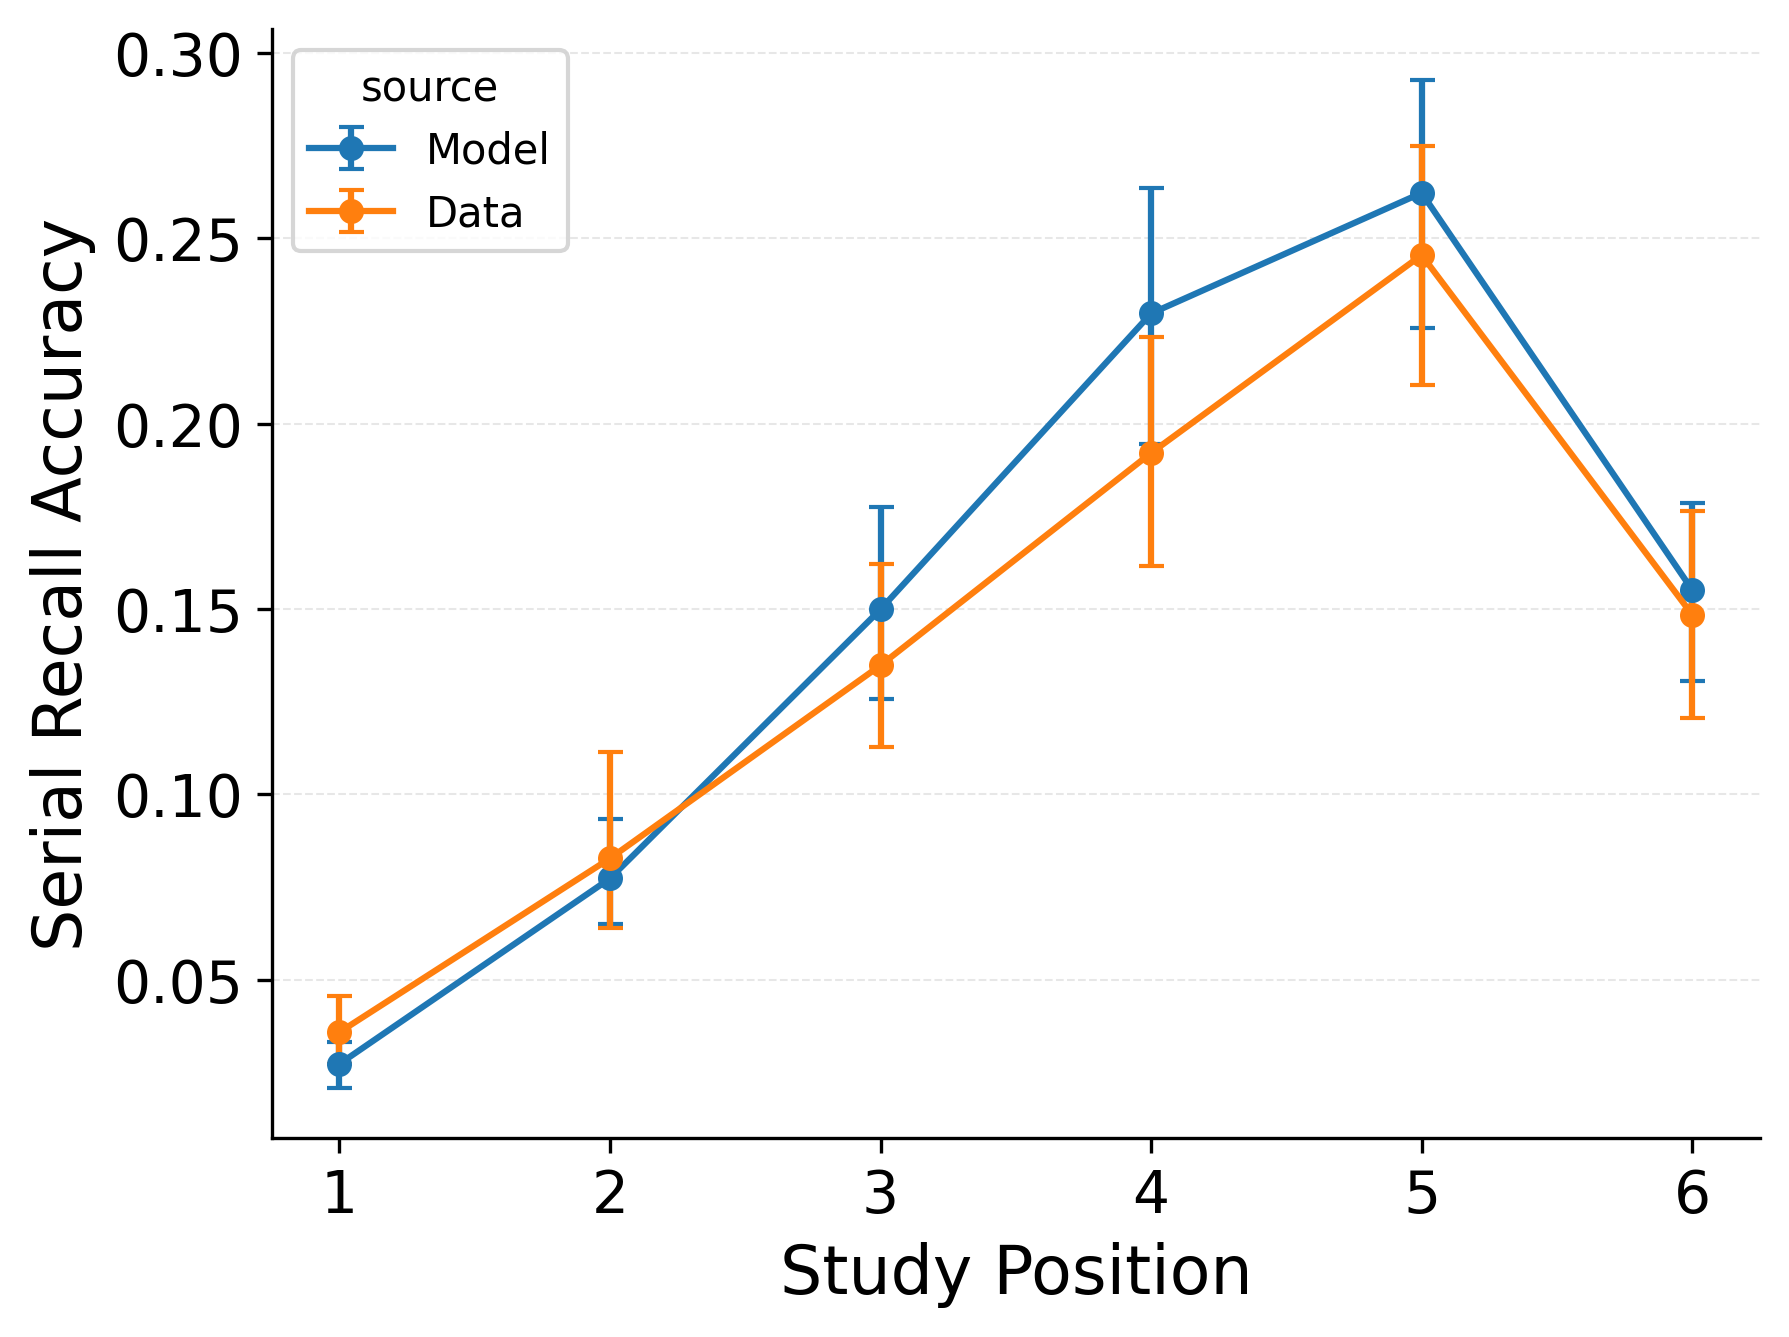 source
Model
Data
0.30
0.25
0.20
0.15
0.10
0.05
Serial Recall Accuracy
1 2 3 4 5 6
Study Position